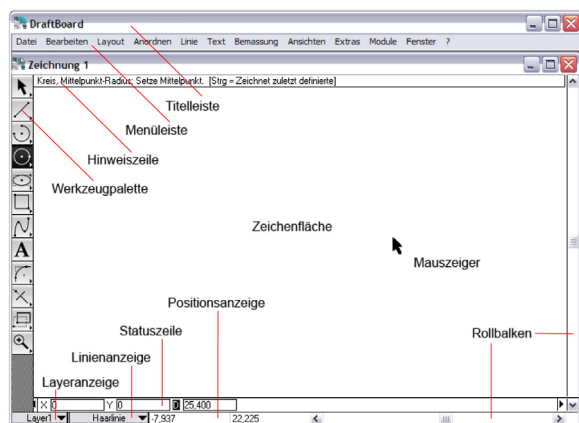 DraftBoard
Datei Bearbeiten Layout Anordnen Linie Text Bemassung Ansichten Extras Module Fenster ?
Zeichnung 1
Kreis, Mittelpunkt-Radius: Setze Mittelpunkt. [Strg = Zeichnet zuletzt definierte]
Titelleiste
Menüleiste
Hinweiszeile
Werkzeugpalette
Zeichenfläche
A
Mauszeiger
Positionsanzeige
Statuszeile
Rollbalken
Linienanzeige
Layeranzeige
X 0 Y 0 D 25,400
Layer1 Haarlinie -7,937 22,225